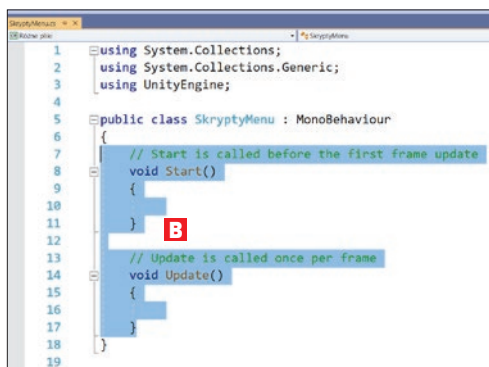 SkryptyMenu.cs
Różne pliki SkryptyMenu
1 using System.Collections;
2 using System.Collections.Generic;
3 using UnityEngine;
4
5 public class SkryptyMenu : MonoBehaviour
6 {
7 // Start is called before the first frame update
8 void Start()
9 {
10
11 }
B
12
13 // Update is called once per frame
14 void Update()
15 {
16
17 }
18 }
19